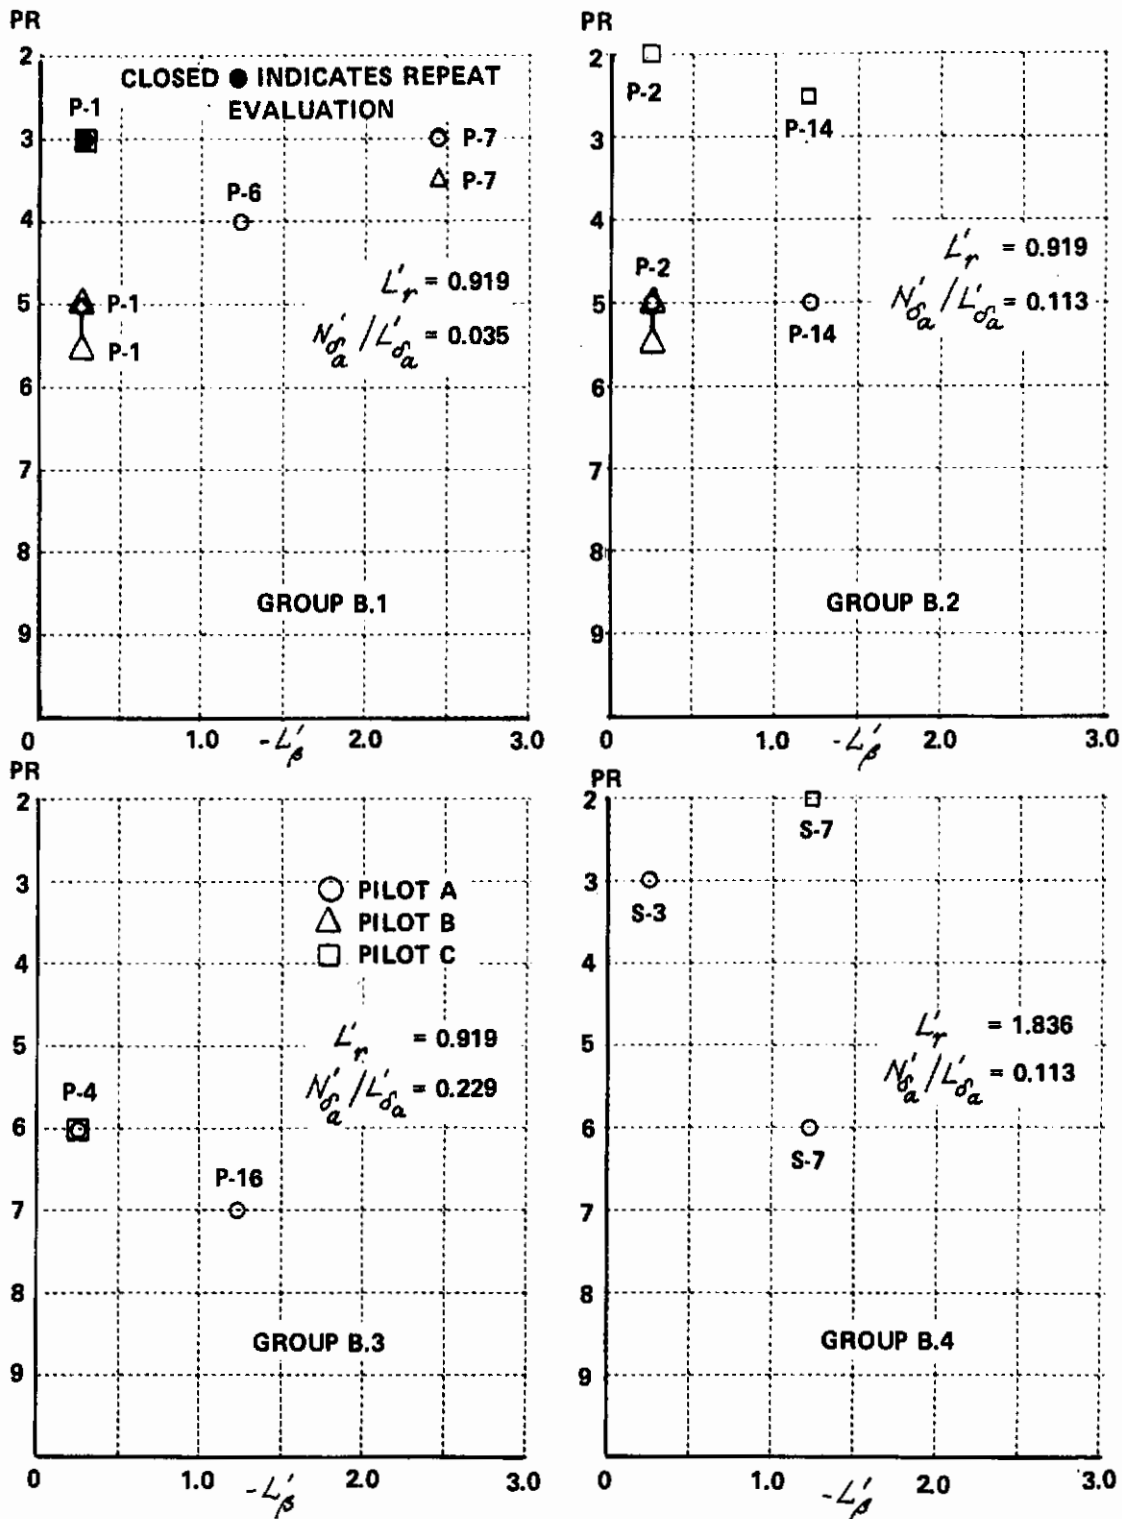 PR
2
CLOSED ● INDICATES REPEAT
EVALUATION
P-1
3
P-7
P-7
P-6
4
L'r = 0.919
5
P-1
N'δa /L'δa = 0.035
P-1
6
7
8
GROUP B.1
9
0 1.0 -L'β 2.0 3.0
PR
2
P-2
P-14
3
4
L'r = 0.919
P-2
N'δa /L'δa = 0.113
5
P-14
6
7
8
GROUP B.2
9
0 1.0 -L'β 2.0 3.0
PR
2
3
PILOT A
PILOT B
PILOT C
4
L'r = 0.919
5
N'δa /L'δa = 0.229
P-4
6
P-16
7
8
GROUP B.3
9
0 1.0 -L'β 2.0 3.0
PR
2
S-7
3
S-3
4
L'r = 1.836
5
N'δa /L'δa = 0.113
6
S-7
7
8
GROUP B.4
9
0 1.0 -L'β 2.0 3.0